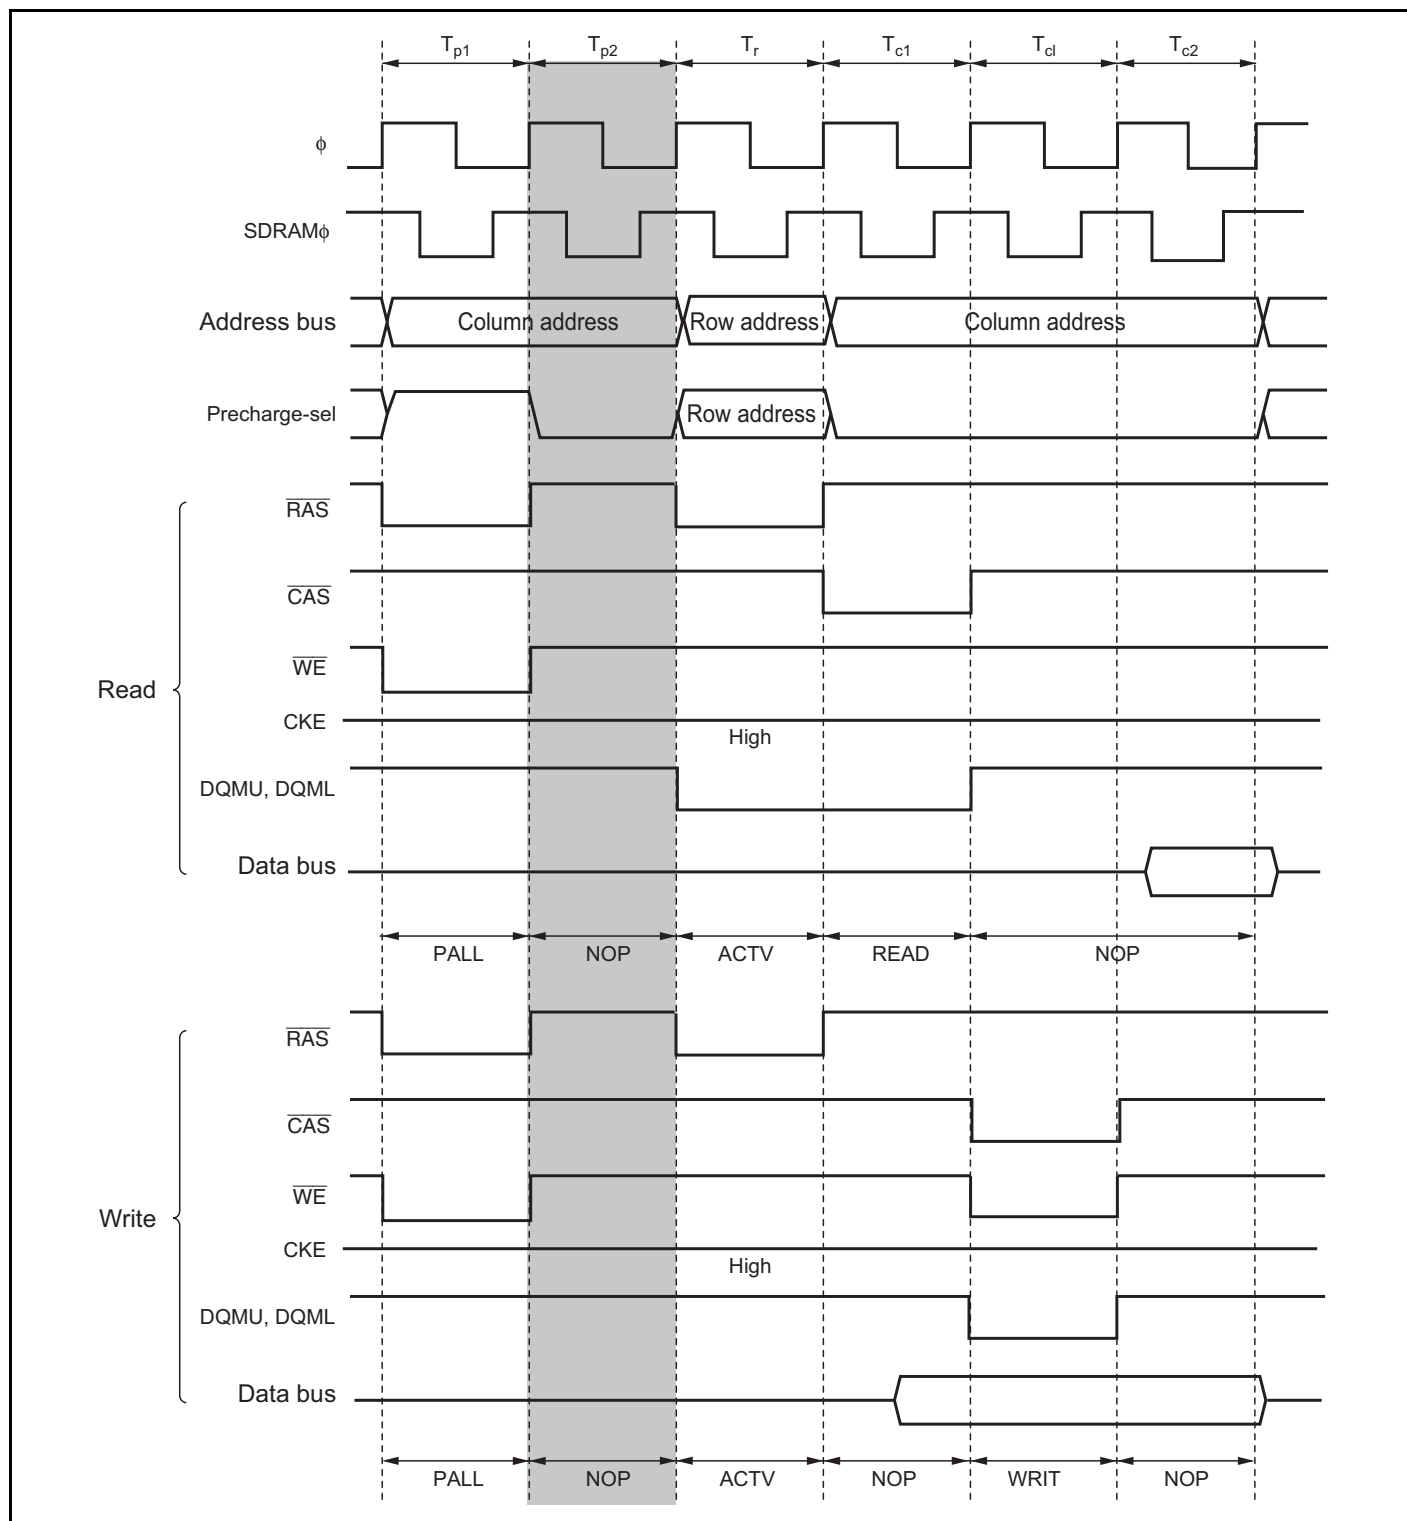 Tp1 Tp2 Tr Tc1 Tcl Tc2
ϕ
SDRAMϕ
Address bus Column address Row address Column address
Precharge-sel Row address
Read
RAS
CAS
WE
CKE High
DQMU, DQML
Data bus
PALL NOP ACTV READ NOP
Write
RAS
CAS
WE
CKE High
DQMU, DQML
Data bus
PALL NOP ACTV NOP WRIT NOP